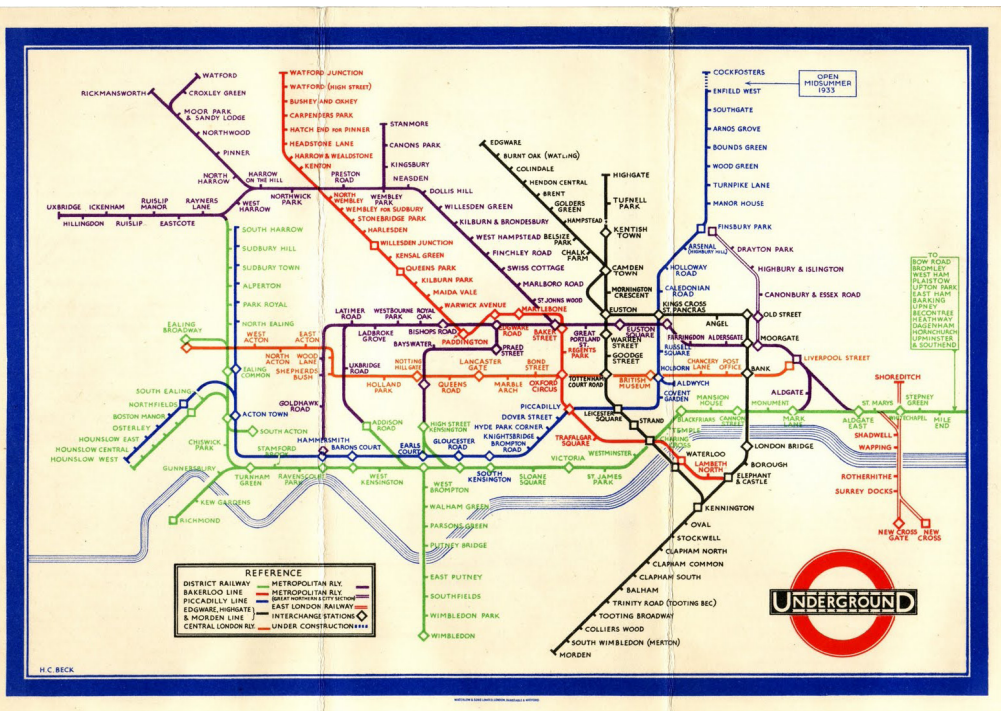 WATFORD
CROXLEY GREEN
RICKMANSWORTH
MOOR PARK
& SANDY LODGE
NORTHWOOD
PINNER
NORTH
HARROW
HARROW
ON THE HILL
NORTHWICK
PARK
PRESTON
ROAD
WEMBLEY
PARK
NEASDEN
STANMORE
CANONS PARK
KINGSBURY
WATFORD JUNCTION
WATFORD (HIGH STREET)
BUSHEY AND OXHEY
CARPENDERS PARK
HATCH END FOR PINNER
HEADSTONE LANE
HARROW & WEALDSTONE
KENTON
NORTH
WEMBLEY
WEMBLEY FOR SUDBURY
STONEBRIDGE PARK
HARLESDEN
WILLESDEN JUNCTION
KENSAL GREEN
QUEENS PARK
KILBURN PARK
MAIDA VALE
WARWICK AVENUE
DOLLIS HILL
WILLESDEN GREEN
KILBURN & BRONDESBURY
WEST HAMPSTEAD
FINCHLEY ROAD
SWISS COTTAGE
MARLBORO ROAD
ST JOHNS WOOD
MARYLEBONE
EDGWARE
BURNT OAK (WATLING)
COLINDALE
HENDON CENTRAL
BRENT
GOLDERS
GREEN
HAMPSTEAD
BELSIZE
PARK
CHALK
FARM
HIGHGATE
TUFNELL
PARK
KENTISH
TOWN
CAMDEN
TOWN
MORNINGTON
CRESCENT
EUSTON
COCKFOSTERS
OPEN
MIDSUMMER
1933
ENFIELD WEST
SOUTHGATE
ARNOS GROVE
BOUNDS GREEN
WOOD GREEN
TURNPIKE LANE
MANOR HOUSE
FINSBURY PARK
ARSENAL
(HIGHBURY HILL)
DRAYTON PARK
HOLLOWAY
ROAD
HIGHBURY & ISLINGTON
CALEDONIAN
ROAD
CANONBURY & ESSEX ROAD
KINGS CROSS
ST. PANCRAS
ANGEL
OLD STREET
TO
BOW ROAD
BROMLEY
WEST HAM
PLAISTOW
UPTON PARK
EAST HAM
BARKING
UPNEY
BECONTREE
HEATHWAY
DAGENHAM
HORNCHURCH
UPMINSTER
& SOUTHEND
UXBRIDGE
ICKENHAM
RUISLIP
MANOR
RAYNERS
LANE
WEST
HARROW
HILLINGDON
RUISLIP
EASTCOTE
SOUTH HARROW
SUDBURY HILL
SUDBURY TOWN
ALPERTON
PARK ROYAL
NORTH EALING
EALING
BROADWAY
WEST
ACTON
EAST
ACTON
NORTH
ACTON
WOOD
LANE
SHEPHERDS
BUSH
EALING
COMMON
LATIMER
ROAD
WESTBOURNE
PARK
ROYAL
OAK
LADBROKE
GROVE
BISHOPS ROAD
BAYSWATER
PADDINGTON
EDGWARE
ROAD
PRAED
STREET
BAKER
STREET
GREAT
PORTLAND
ST.
REGENTS
PARK
EUSTON
SQUARE
WARREN
STREET
GOODGE
STREET
RUSSELL
SQUARE
FARRINGDON
ALDERSGATE
MOORGATE
LIVERPOOL STREET
UXBRIDGE
ROAD
HOLLAND
PARK
NOTTING
HILL GATE
QUEENS
ROAD
LANCASTER
GATE
MARBLE
ARCH
BOND
STREET
OXFORD
CIRCUS
TOTTENHAM
COURT ROAD
BRITISH
MUSEUM
HOLBORN
CHANCERY
LANE
POST
OFFICE
BANK
ALDWYCH
COVENT
GARDEN
GOLDHAWK
ROAD
HAMMERSMITH
SOUTH EALING
NORTHFIELDS
BOSTON MANOR
OSTERLEY
HOUNSLOW EAST
HOUNSLOW CENTRAL
HOUNSLOW WEST
ACTON TOWN
SOUTH ACTON
CHISWICK
PARK
GUNNERSBURY
KEW GARDENS
RICHMOND
TURNHAM
GREEN
STAMFORD
BROOK
RAVENSCOURT
PARK
BARONS COURT
WEST
KENSINGTON
ADDISON
ROAD
HIGH STREET
KENSINGTON
EARLS
COURT
GLOUCESTER
ROAD
SOUTH
KENSINGTON
PICCADILLY
DOVER STREET
HYDE PARK CORNER
KNIGHTSBRIDGE
BROMPTON
ROAD
SLOANE
SQUARE
VICTORIA
ST. JAMES
PARK
WESTMINSTER
TRAFALGAR
SQUARE
LEICESTER
SQUARE
STRAND
CHARING
CROSS
TEMPLE
BLACKFRIARS
MANSION
HOUSE
CANNON
STREET
MONUMENT
MARK
LANE
ALDGATE
ALDGATE
EAST
ST. MARYS
WHITECHAPEL
STEPNEY
GREEN
MILE
END
SHOREDITCH
SHADWELL
WAPPING
ROTHERHITHE
SURREY DOCKS
NEW CROSS
GATE
NEW
CROSS
WATERLOO
LAMBETH
NORTH
LONDON BRIDGE
BOROUGH
ELEPHANT
& CASTLE
KENNINGTON
OVAL
STOCKWELL
CLAPHAM NORTH
CLAPHAM COMMON
CLAPHAM SOUTH
BALHAM
TRINITY ROAD (TOOTING BEC)
TOOTING BROADWAY
COLLIERS WOOD
SOUTH WIMBLEDON (MERTON)
MORDEN
WEST
BROMPTON
WALHAM GREEN
PARSONS GREEN
PUTNEY BRIDGE
EAST PUTNEY
SOUTHFIELDS
WIMBLEDON PARK
WIMBLEDON
REFERENCE
DISTRICT RAILWAY
METROPOLITAN RLY.
BAKERLOO LINE
METROPOLITAN RLY.
(GREAT NORTHERN & CITY SECTION)
PICCADILLY LINE
EAST LONDON RAILWAY
EDGWARE, HIGHGATE
& MORDEN LINE
INTERCHANGE STATIONS
CENTRAL LONDON RLY.
UNDER CONSTRUCTION
UNDERGROUND
H.C. BECK